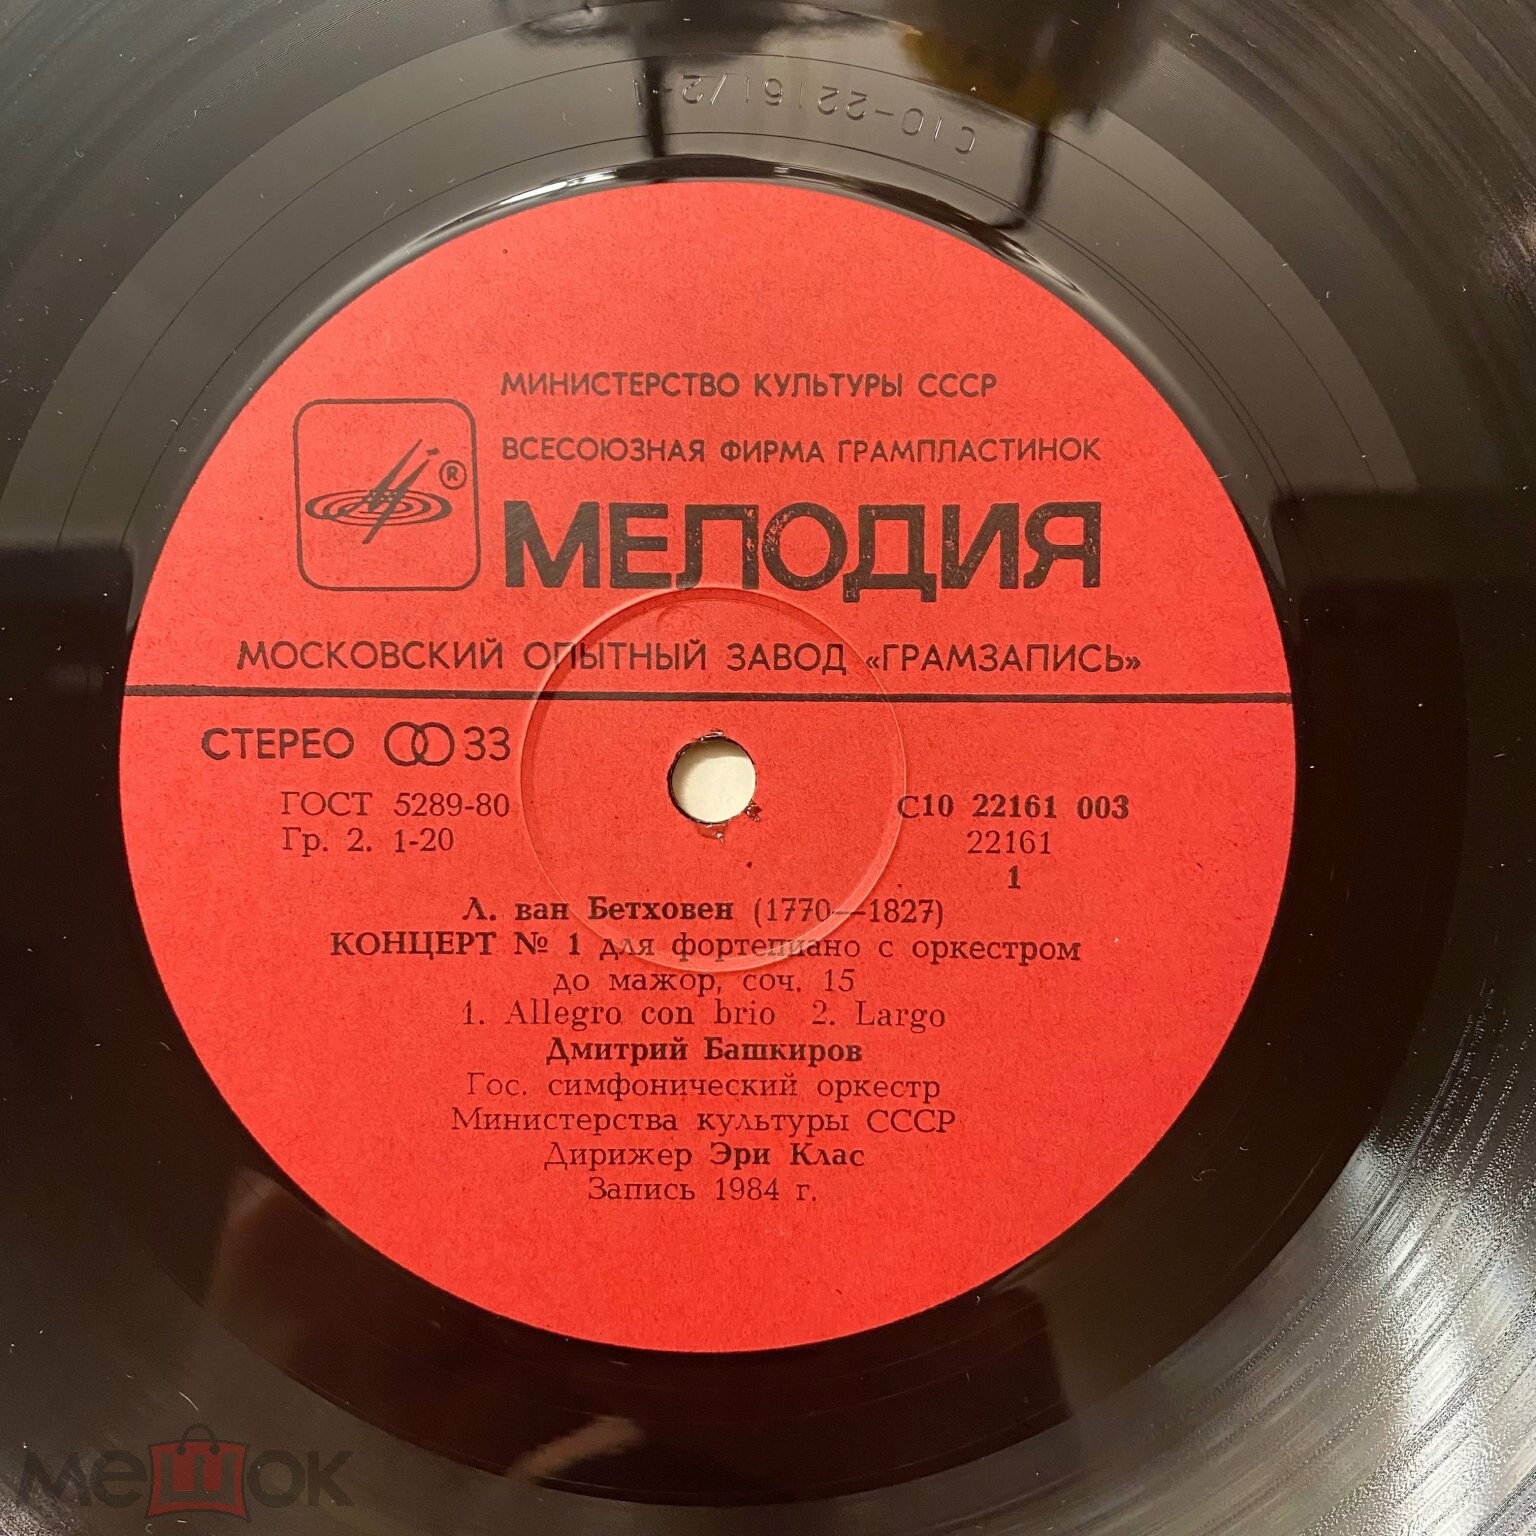 С10-22161/2-1
МИНИСТЕРСТВО КУЛЬТУРЫ СССР
ВСЕСОЮЗНАЯ ФИРМА ГРАМПЛАСТИНОК
®
МЕЛОДИЯ
МОСКОВСКИЙ ОПЫТНЫЙ ЗАВОД «ГРАМЗАПИСЬ»
СТЕРЕО 33
ГОСТ 5289-80
Гр. 2. 1-20
С10 22161 003
22161
1
Л. ван Бетховен (1770—1827)
КОНЦЕРТ № 1 для фортепиано с оркестром
до мажор, соч. 15
1. Allegro con brio 2. Largo
Дмитрий Башкиров
Гос. симфонический оркестр
Министерства культуры СССР
Дирижер Эри Клас
Запись 1984 г.
мешок